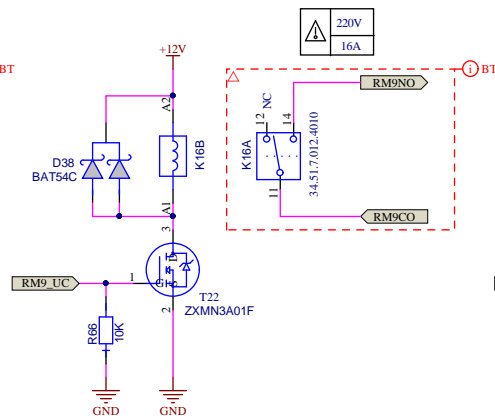 220V
16A
+12V
BT
i
BT
RM9NO
A2
12
NC
14
K16B
K16A
34.51.7.012.4010
D38
BAT54C
11
A1
RM9CO
3
D
RM9_UC
1
G
S
T22
ZXMN3A01F
2
R66
10K
GND
GND